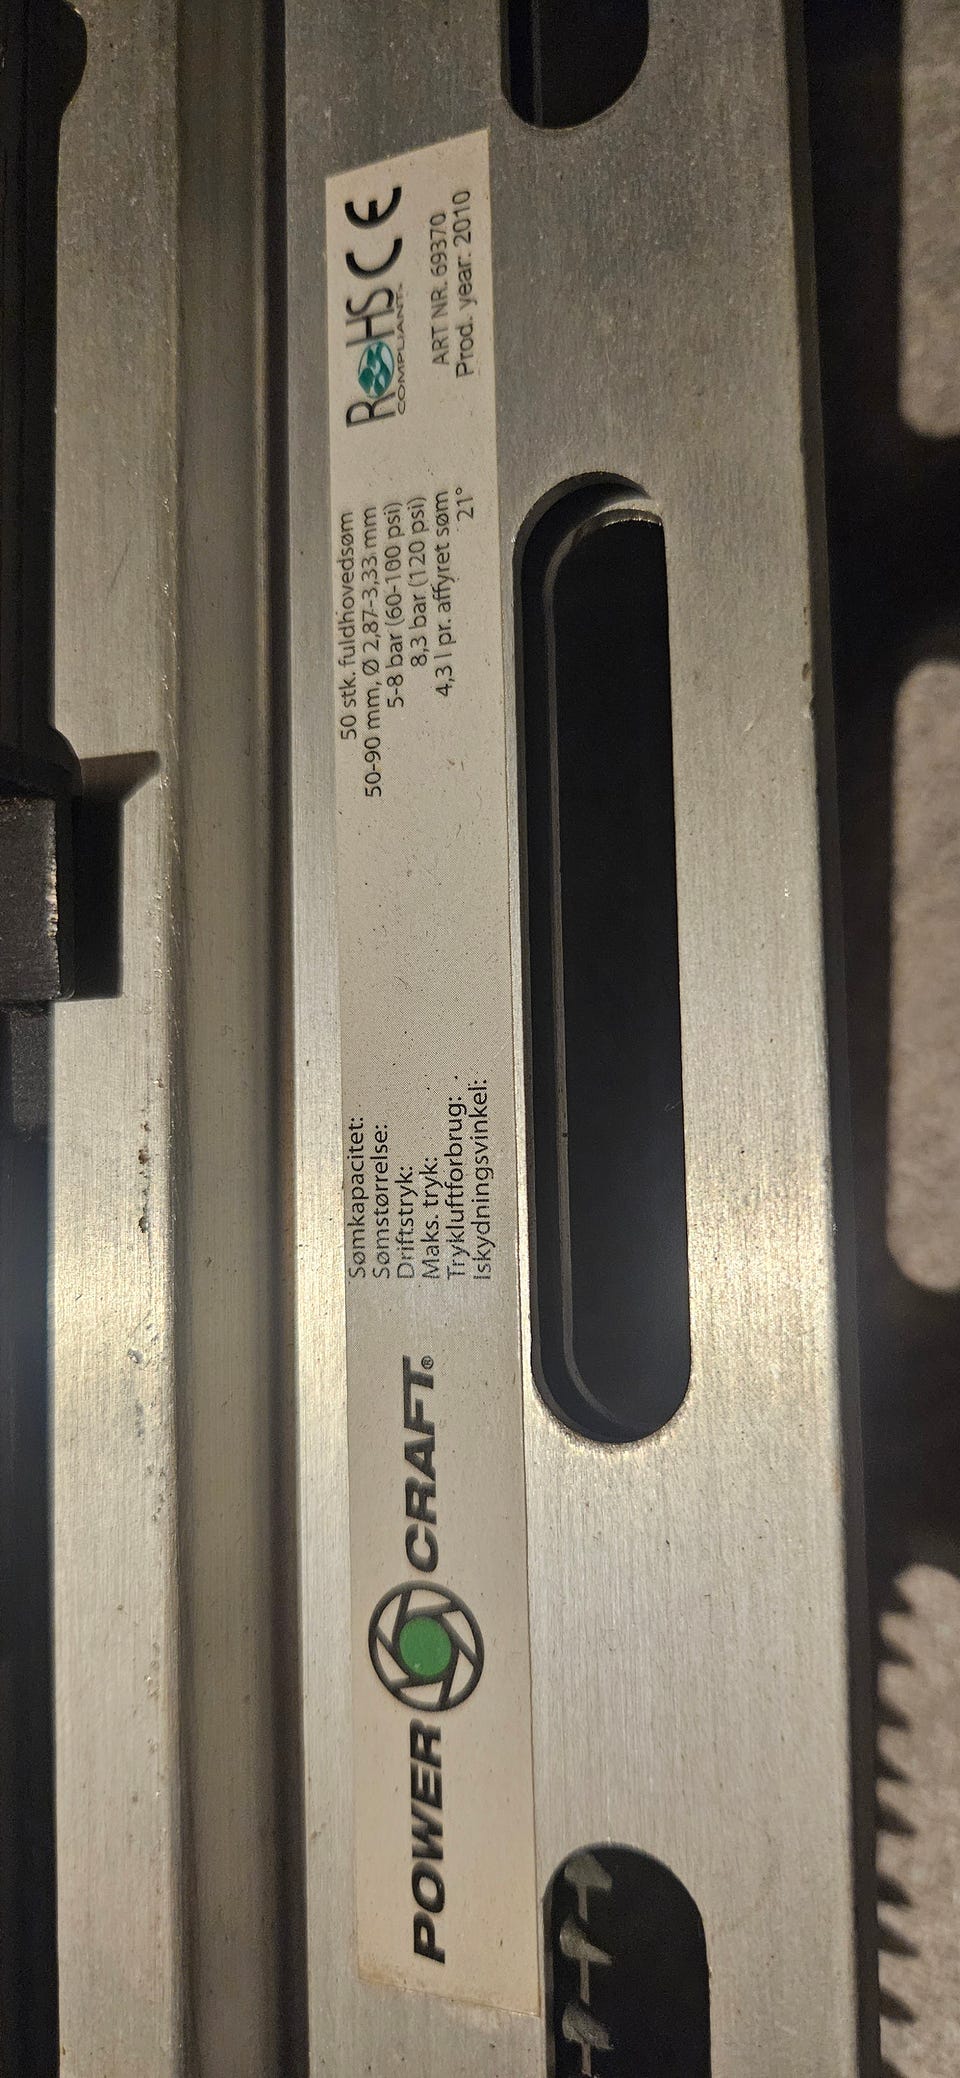 POWER CRAFT®
Sømkapacitet: 50 stk. fuldhovedsøm
Sømstørrelse: 50-90 mm, Ø 2,87-3,33 mm
Driftstryk: 5-8 bar (60-100 psi)
Maks. tryk: 8,3 bar (120 psi)
Trykluftforbrug: 4,3 l pr. affyret søm
Iskydningsvinkel: 21°
RoHS CE
COMPLIANT
ART NR. 69370
Prod. year: 2010